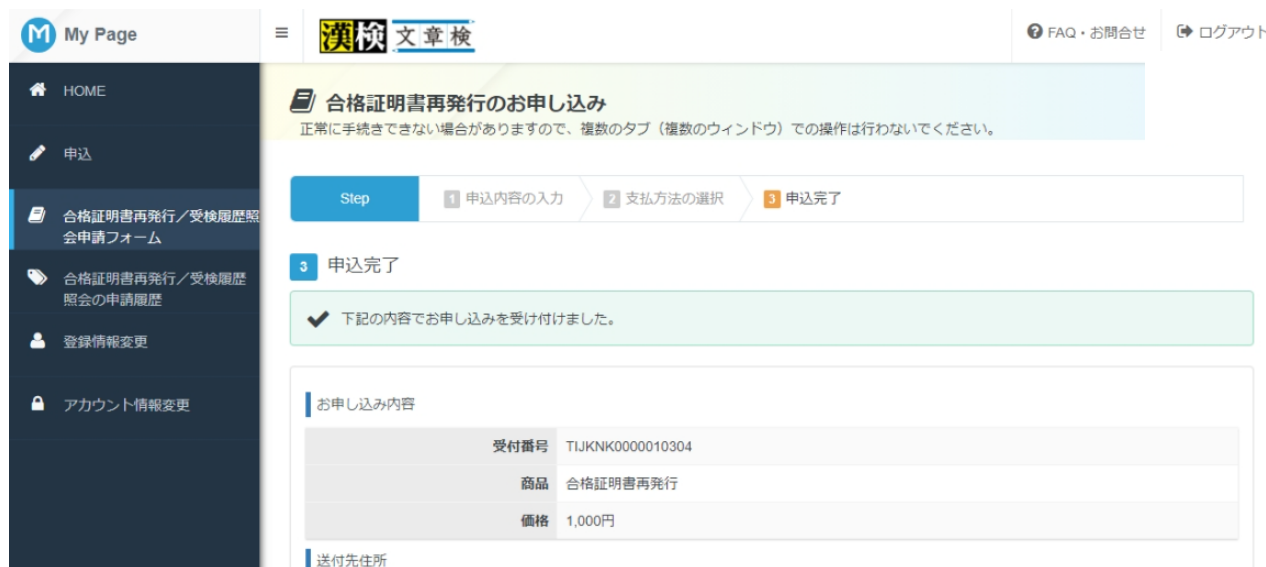 My Page
漢検 文章検
FAQ・お問合せ
ログアウト
HOME
申込
合格証明書再発行／受検履歴照
会申請フォーム
合格証明書再発行／受検履歴
照会の申請履歴
登録情報変更
アカウント情報変更
合格証明書再発行のお申し込み
正常に手続きできない場合がありますので、複数のタブ（複数のウィンドウ）での操作は行わないでください。
Step 1 申込内容の入力 2 支払方法の選択 3 申込完了
3 申込完了
下記の内容でお申し込みを受け付けました。
お申し込み内容
受付番号 TIJKNK0000010304
商品 合格証明書再発行
価格 1,000円
送付先住所